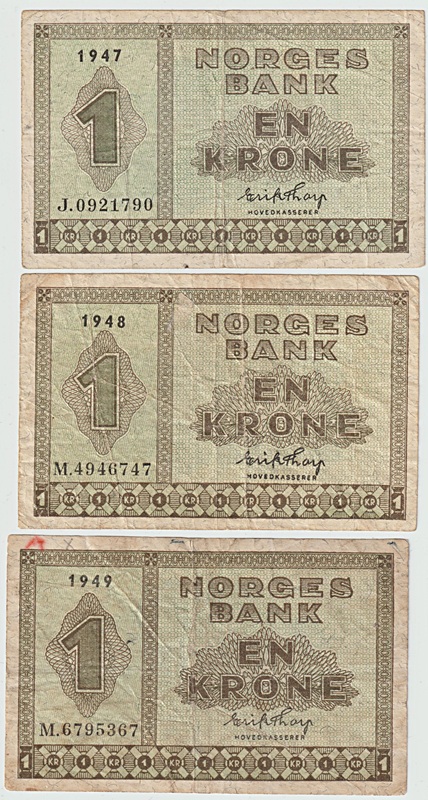 1947
NORGES
BANK
1
EN
KRONE
J.0921790
Erik Thorp
HOVEDKASSERER
1 KR 1 KR 1 KR 1 KR 1 KR 1 KR 1
1948
NORGES
BANK
1
EN
KRONE
M.4946747
Erik Thorp
HOVEDKASSERER
1 KR 1 KR 1 KR 1 KR 1 KR 1 KR 1
1949
NORGES
BANK
1
EN
KRONE
M.6795367
Erik Thorp
HOVEDKASSERER
1 KR 1 KR 1 KR 1 KR 1 KR 1 KR 1